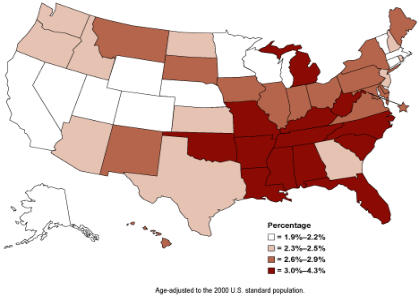 Percentage
= 1.9%–2.2%
= 2.3%–2.5%
= 2.6%–2.9%
= 3.0%–4.3%
Age-adjusted to the 2000 U.S. standard population.